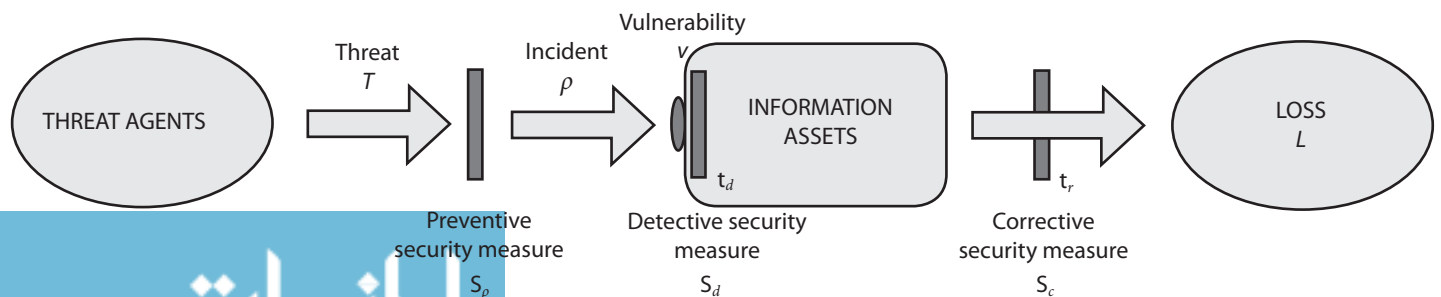 THREAT AGENTS
Threat
T
Preventive
security measure
Sρ
Incident
ρ
Vulnerability
v
t_d
Detective security
measure
S_d
INFORMATION
ASSETS
t_r
Corrective
security measure
S_c
LOSS
L